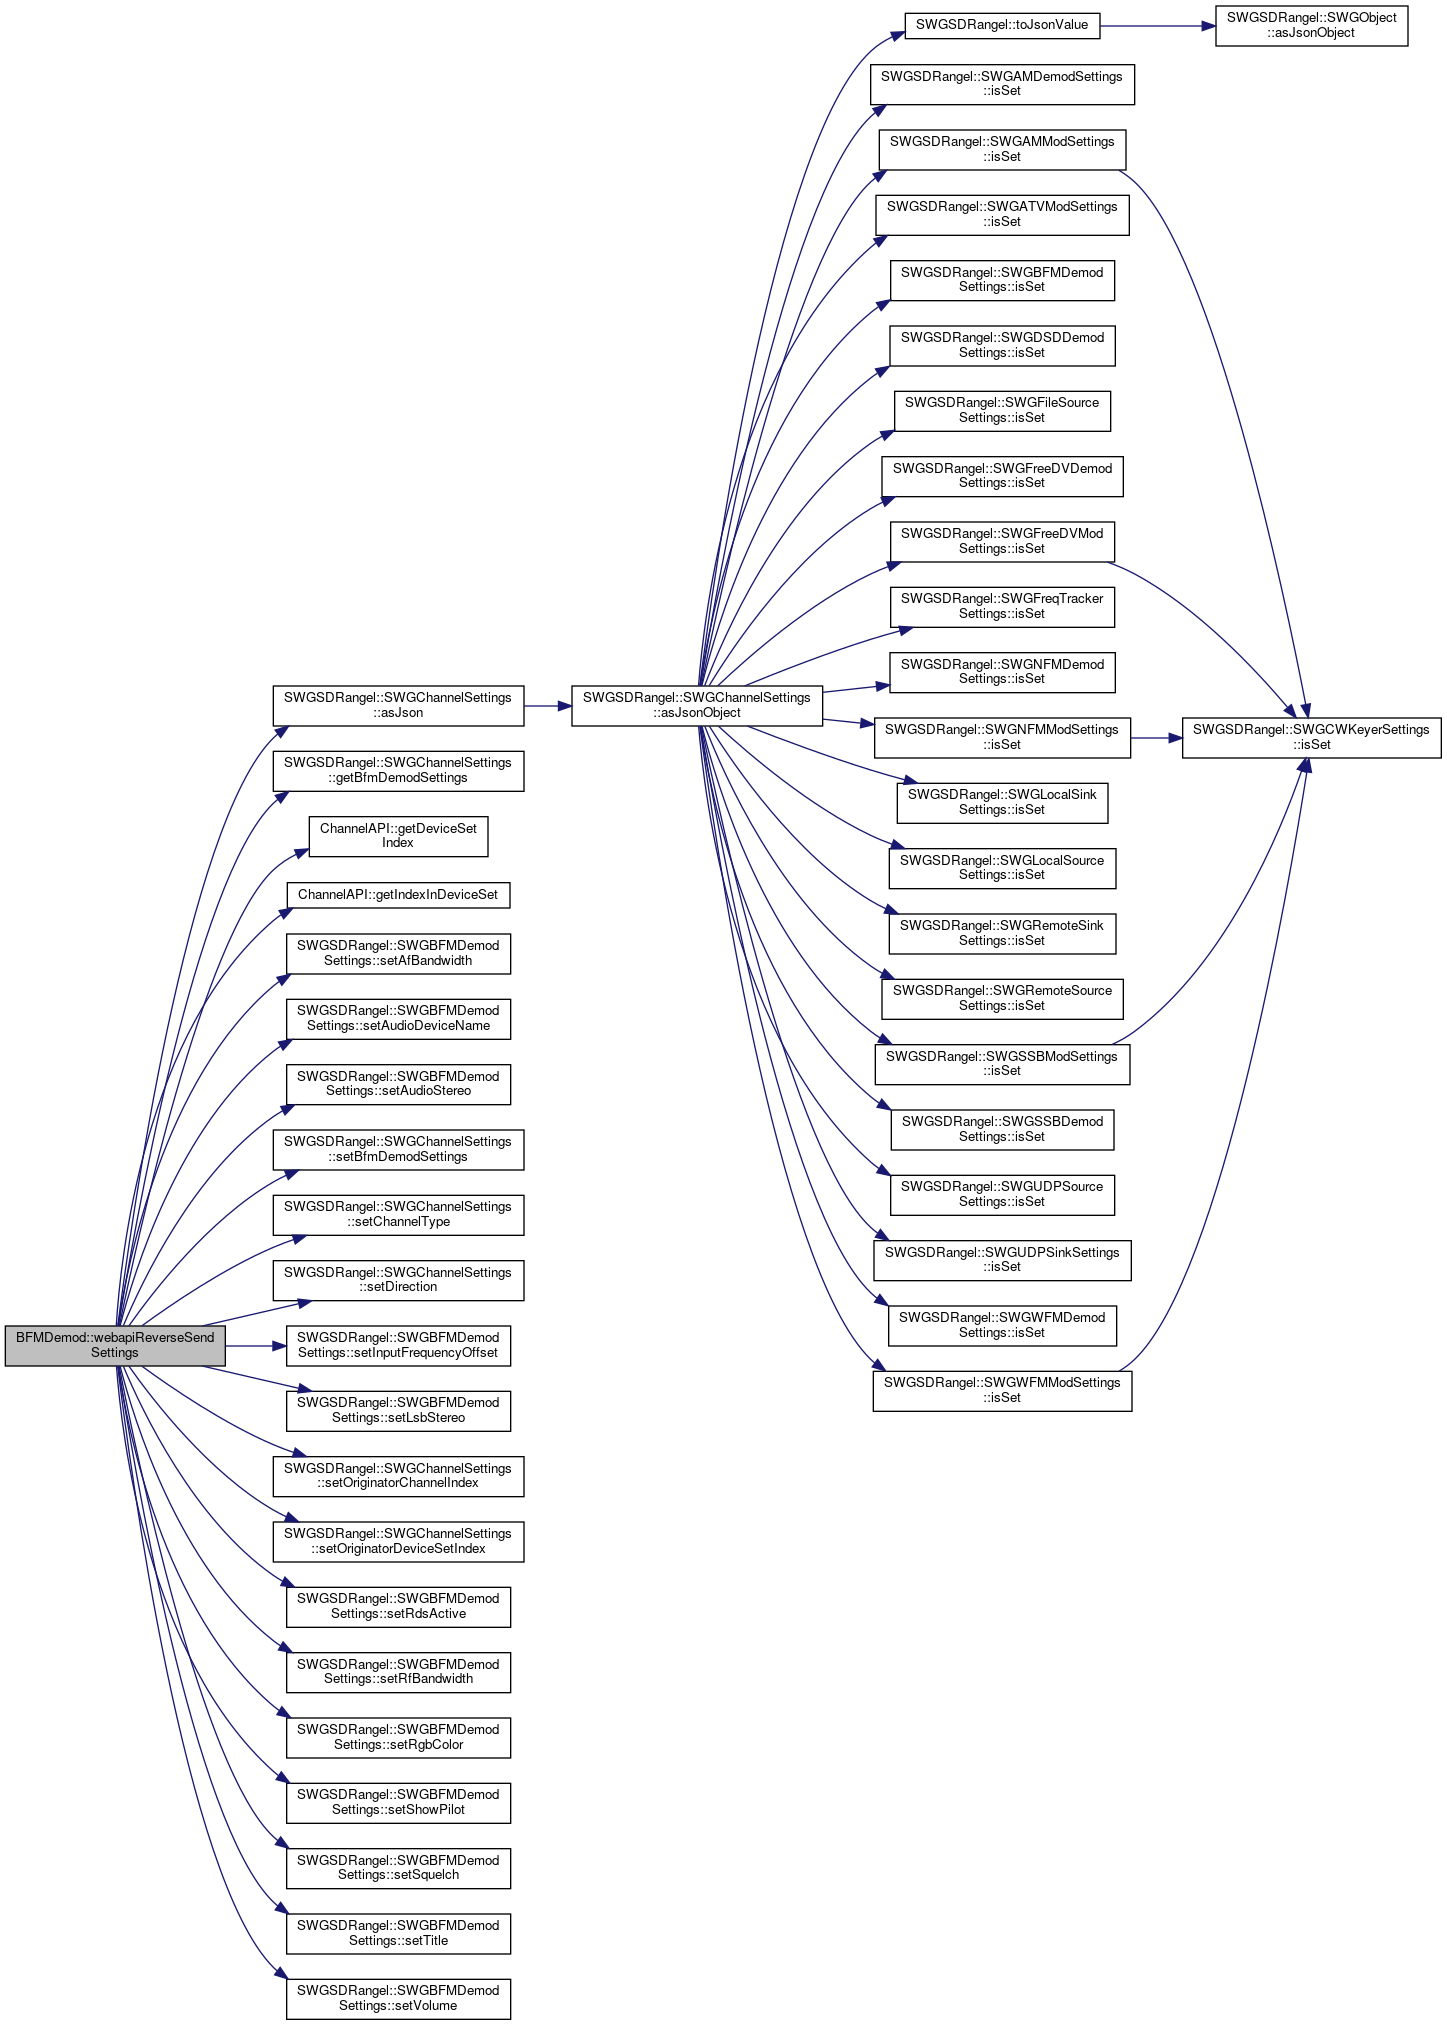 BFMDemod::webapiReverseSend
Settings
SWGSDRangel::SWGChannelSettings
::asJson
SWGSDRangel::SWGChannelSettings
::getBfmDemodSettings
ChannelAPI::getDeviceSet
Index
ChannelAPI::getIndexInDeviceSet
SWGSDRangel::SWGBFMDemod
Settings::setAfBandwidth
SWGSDRangel::SWGBFMDemod
Settings::setAudioDeviceName
SWGSDRangel::SWGBFMDemod
Settings::setAudioStereo
SWGSDRangel::SWGChannelSettings
::setBfmDemodSettings
SWGSDRangel::SWGChannelSettings
::setChannelType
SWGSDRangel::SWGChannelSettings
::setDirection
SWGSDRangel::SWGBFMDemod
Settings::setInputFrequencyOffset
SWGSDRangel::SWGBFMDemod
Settings::setLsbStereo
SWGSDRangel::SWGChannelSettings
::setOriginatorChannelIndex
SWGSDRangel::SWGChannelSettings
::setOriginatorDeviceSetIndex
SWGSDRangel::SWGBFMDemod
Settings::setRdsActive
SWGSDRangel::SWGBFMDemod
Settings::setRfBandwidth
SWGSDRangel::SWGBFMDemod
Settings::setRgbColor
SWGSDRangel::SWGBFMDemod
Settings::setShowPilot
SWGSDRangel::SWGBFMDemod
Settings::setSquelch
SWGSDRangel::SWGBFMDemod
Settings::setTitle
SWGSDRangel::SWGBFMDemod
Settings::setVolume
SWGSDRangel::SWGChannelSettings
::asJsonObject
SWGSDRangel::toJsonValue
SWGSDRangel::SWGAMDemodSettings
::isSet
SWGSDRangel::SWGAMModSettings
::isSet
SWGSDRangel::SWGATVModSettings
::isSet
SWGSDRangel::SWGBFMDemod
Settings::isSet
SWGSDRangel::SWGDSDDemod
Settings::isSet
SWGSDRangel::SWGFileSource
Settings::isSet
SWGSDRangel::SWGFreeDVDemod
Settings::isSet
SWGSDRangel::SWGFreeDVMod
Settings::isSet
SWGSDRangel::SWGFreqTracker
Settings::isSet
SWGSDRangel::SWGNFMDemod
Settings::isSet
SWGSDRangel::SWGNFMModSettings
::isSet
SWGSDRangel::SWGLocalSink
Settings::isSet
SWGSDRangel::SWGLocalSource
Settings::isSet
SWGSDRangel::SWGRemoteSink
Settings::isSet
SWGSDRangel::SWGRemoteSource
Settings::isSet
SWGSDRangel::SWGSSBModSettings
::isSet
SWGSDRangel::SWGSSBDemod
Settings::isSet
SWGSDRangel::SWGUDPSource
Settings::isSet
SWGSDRangel::SWGUDPSinkSettings
::isSet
SWGSDRangel::SWGWFMDemod
Settings::isSet
SWGSDRangel::SWGWFMModSettings
::isSet
SWGSDRangel::SWGObject
::asJsonObject
SWGSDRangel::SWGCWKeyerSettings
::isSet